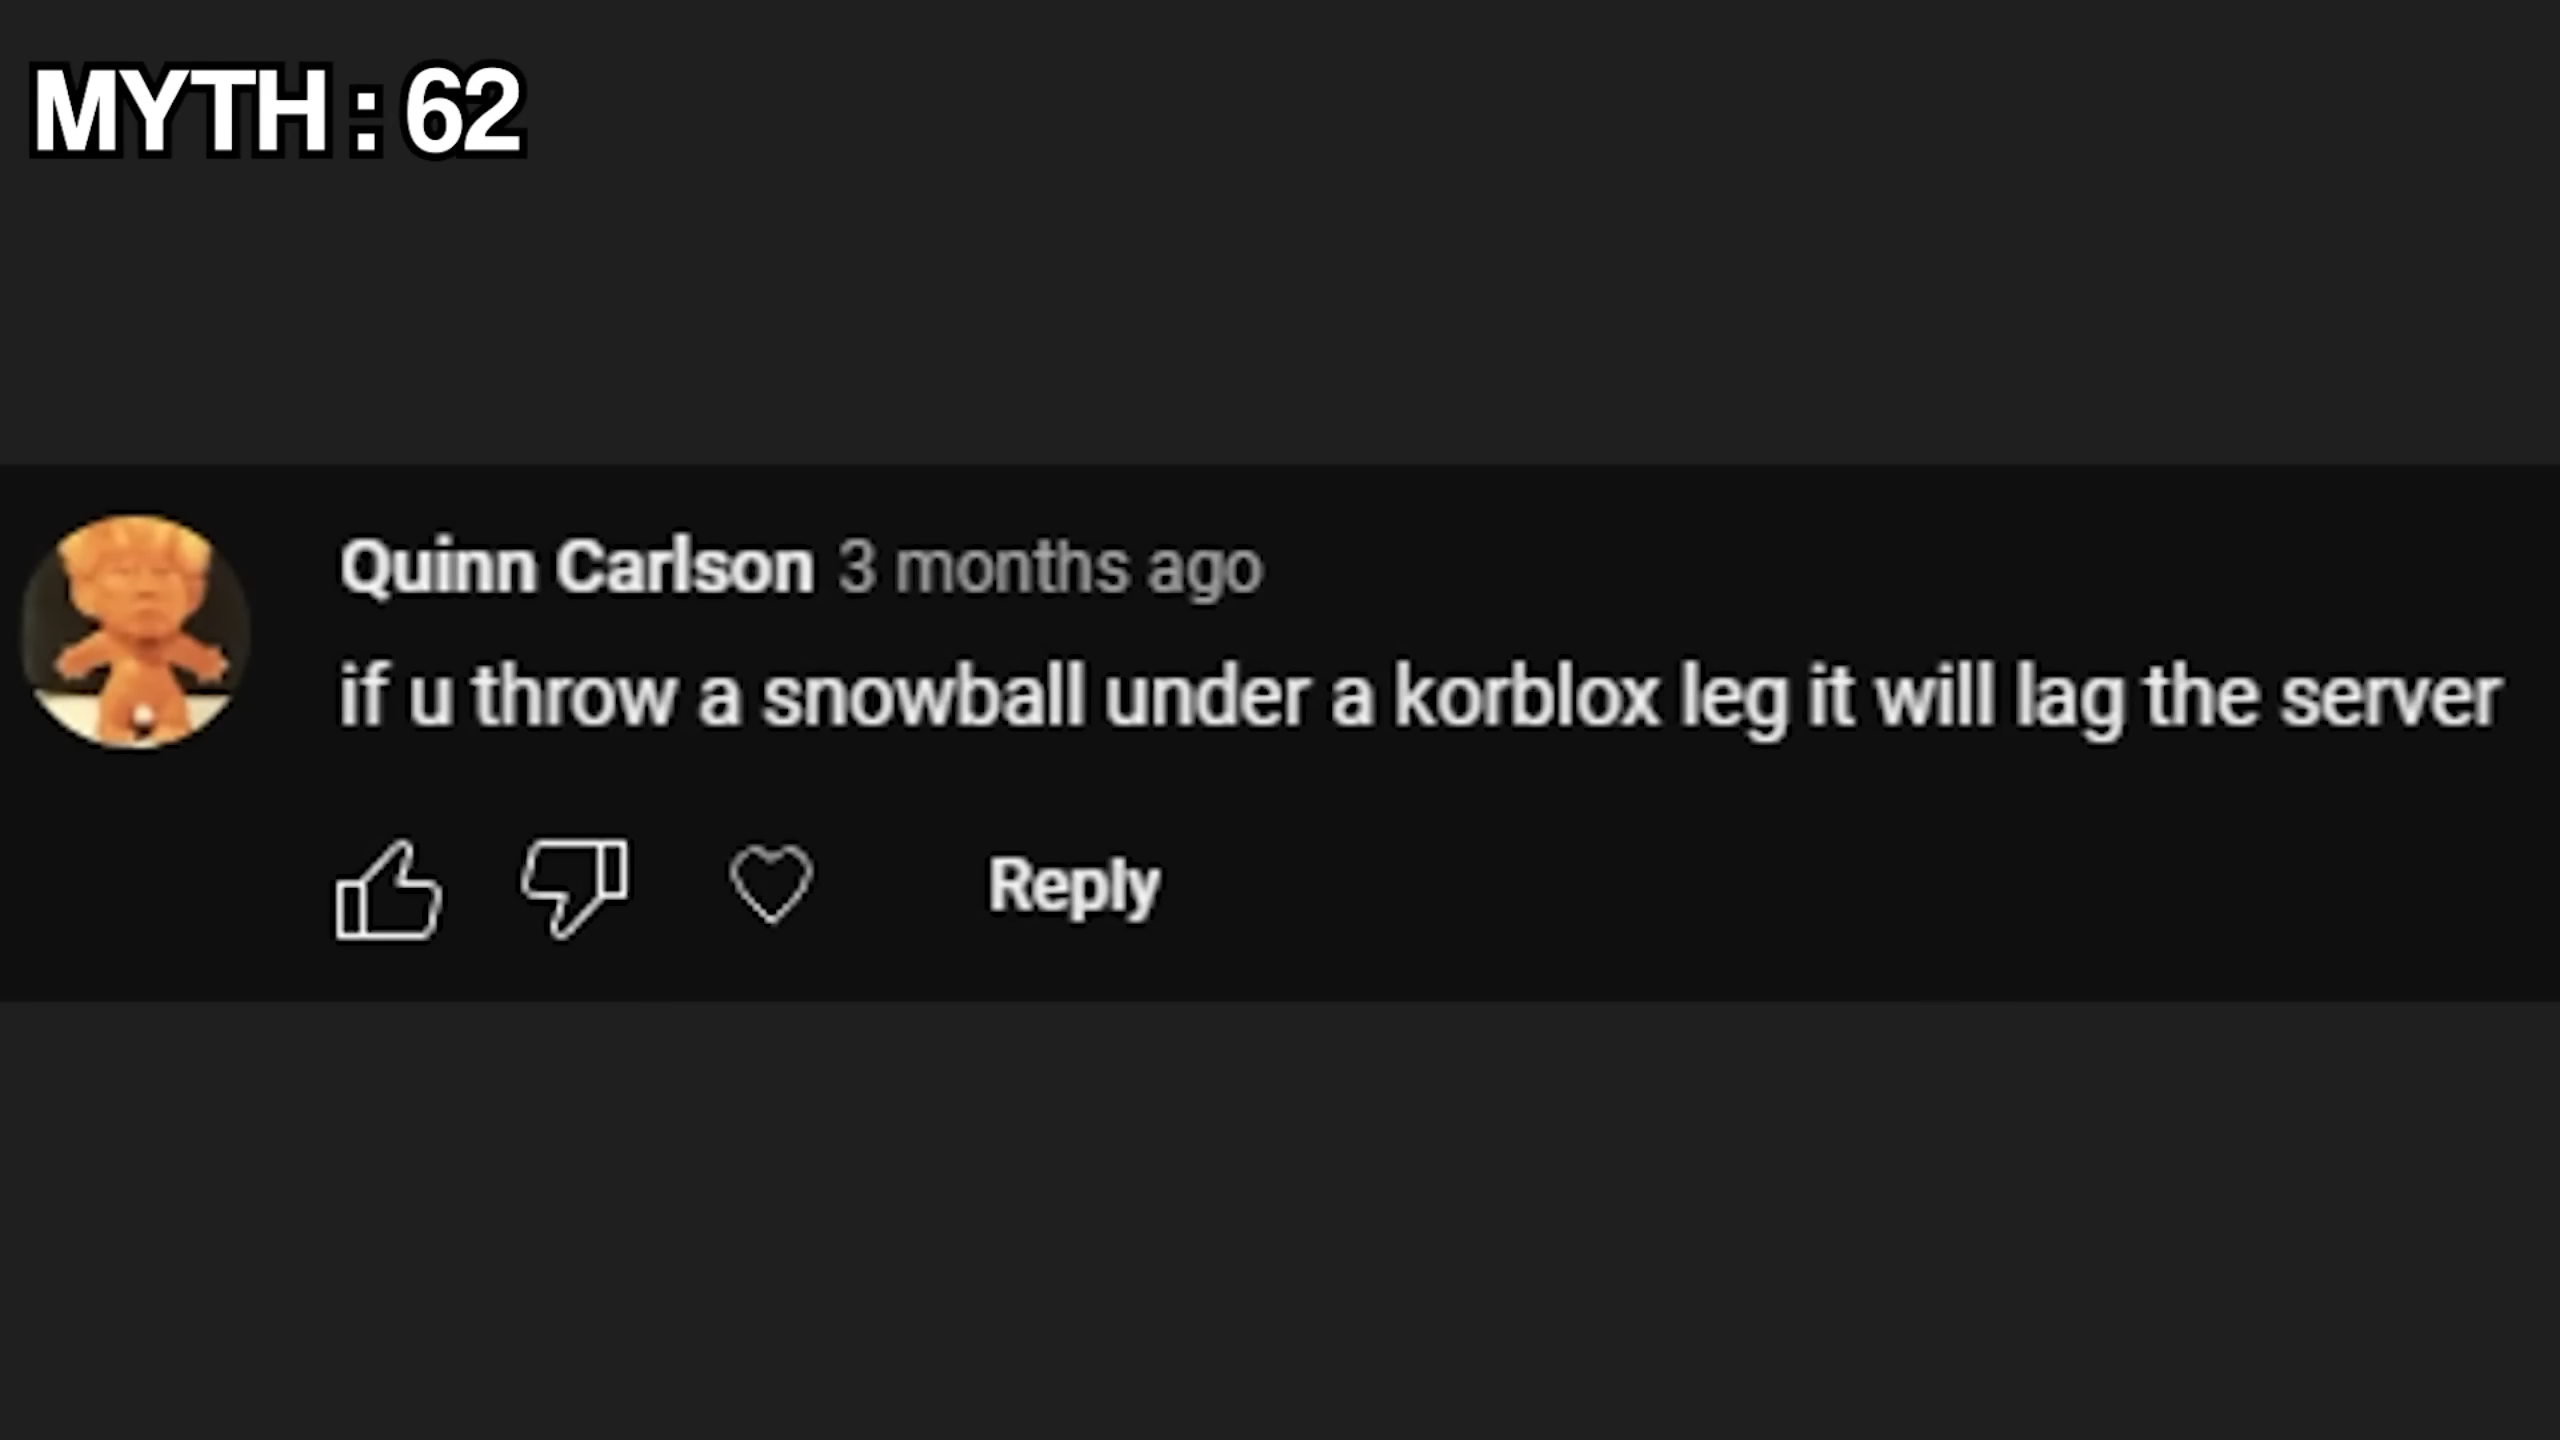 MYTH : 62
Quinn Carlson 3 months ago
if u throw a snowball under a korblox leg it will lag the server
Reply